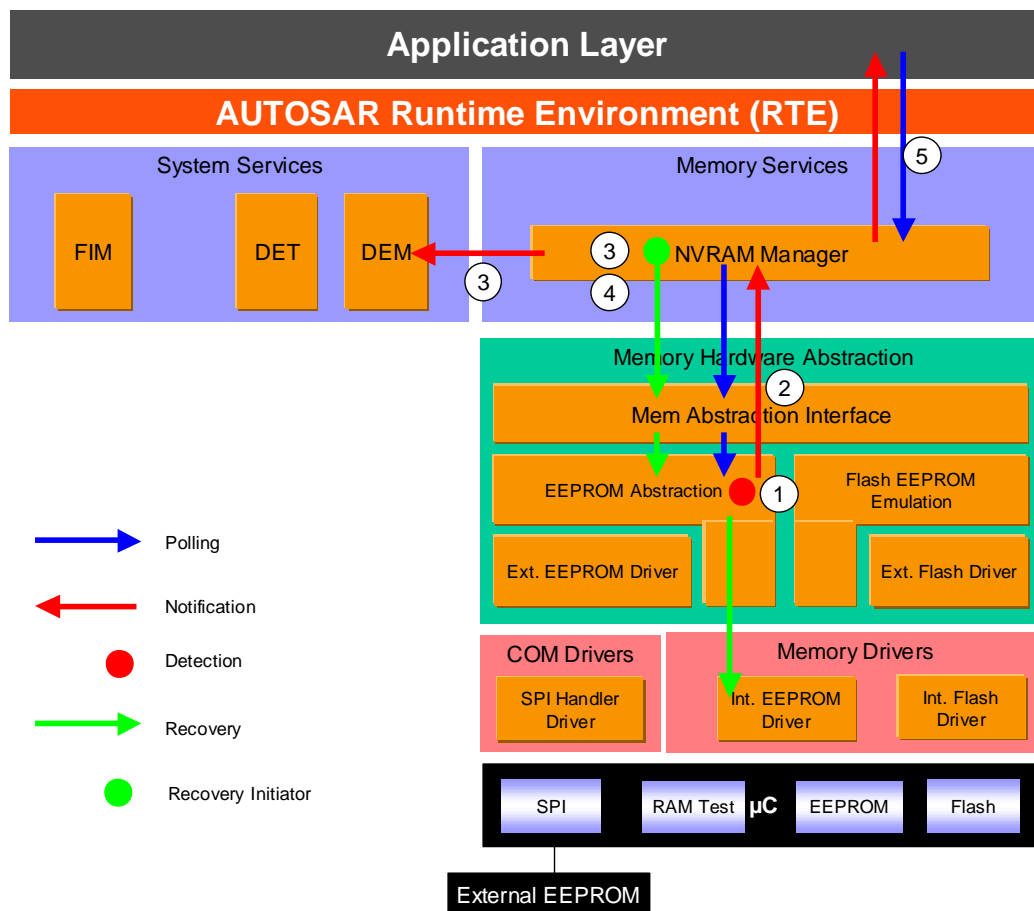 Application Layer
AUTOSAR Runtime Environment (RTE)
System Services
Memory Services
5
FIM
DET
DEM
3
NVRAM Manager
3
4
Memory Hardware Abstraction
2
Mem Abstraction Interface
EEPROM Abstraction
1
Flash EEPROM
Emulation
Ext. EEPROM Driver
Ext. Flash Driver
COM Drivers
Memory Drivers
SPI Handler
Driver
Int. EEPROM
Driver
Int. Flash
Driver
SPI
RAM Test
µC
EEPROM
Flash
External EEPROM
Polling
Notification
Detection
Recovery
Recovery Initiator